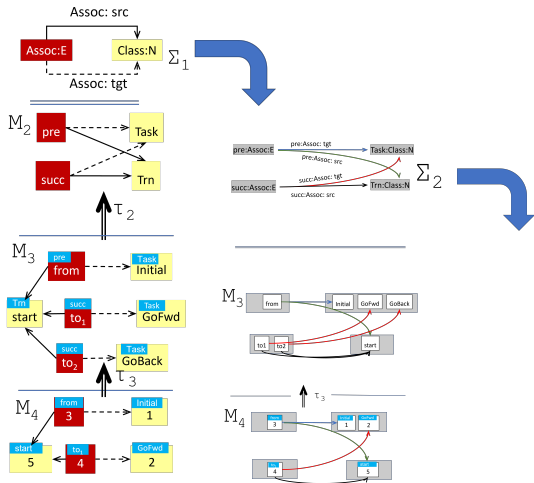 Assoc: src
Assoc:E
Class:N
Σ1
Assoc: tgt
M2
pre
Task
succ
Trn
τ2
pre:Assoc:E
pre:Assoc: tgt
Task:Class:N
pre:Assoc: src
succ:Assoc:E
succ:Assoc: tgt
Trn:Class:N
succ:Assoc: src
Σ2
M3
pre
from
Task
Initial
Trn
start
succ
to1
Task
GoFwd
succ
to2
Task
GoBack
τ3
M3
from
Initial
GoFwd
GoBack
to1
to2
start
τ3
M4
from
3
Initial
1
start
5
to1
4
GoFwd
2
M4
3
Initial
1
GoFwd
2
4
start
5